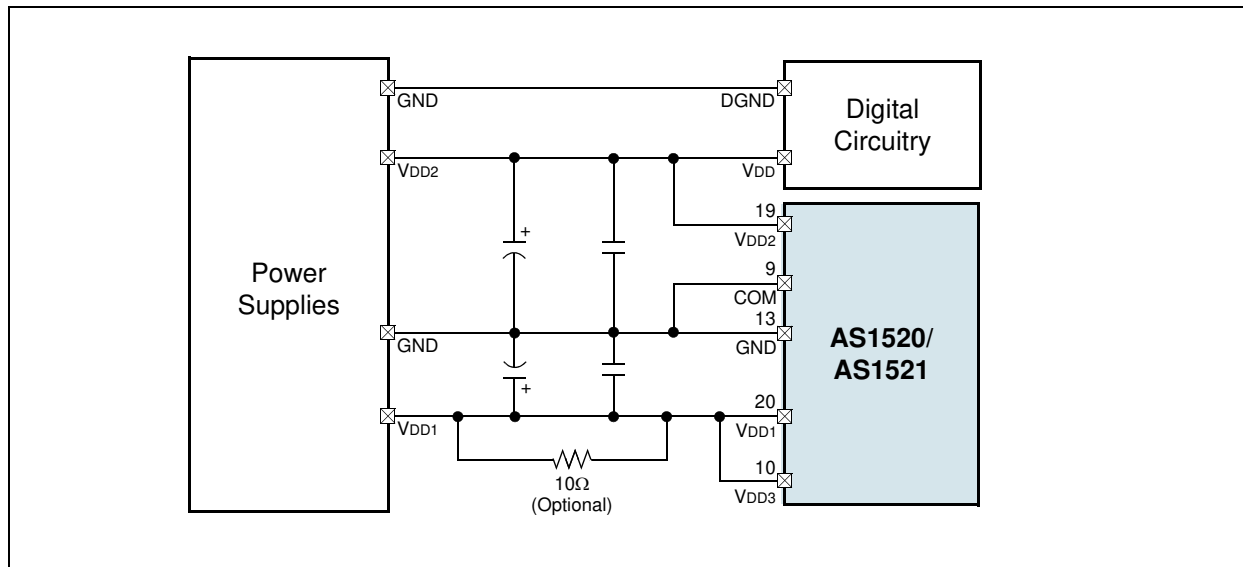 Power
Supplies
GND
VDD2
GND
VDD1
+
+
10Ω
(Optional)
DGND
VDD
Digital
Circuitry
19
VDD2
9
COM
13
GND
20
VDD1
10
VDD3
AS1520/
AS1521